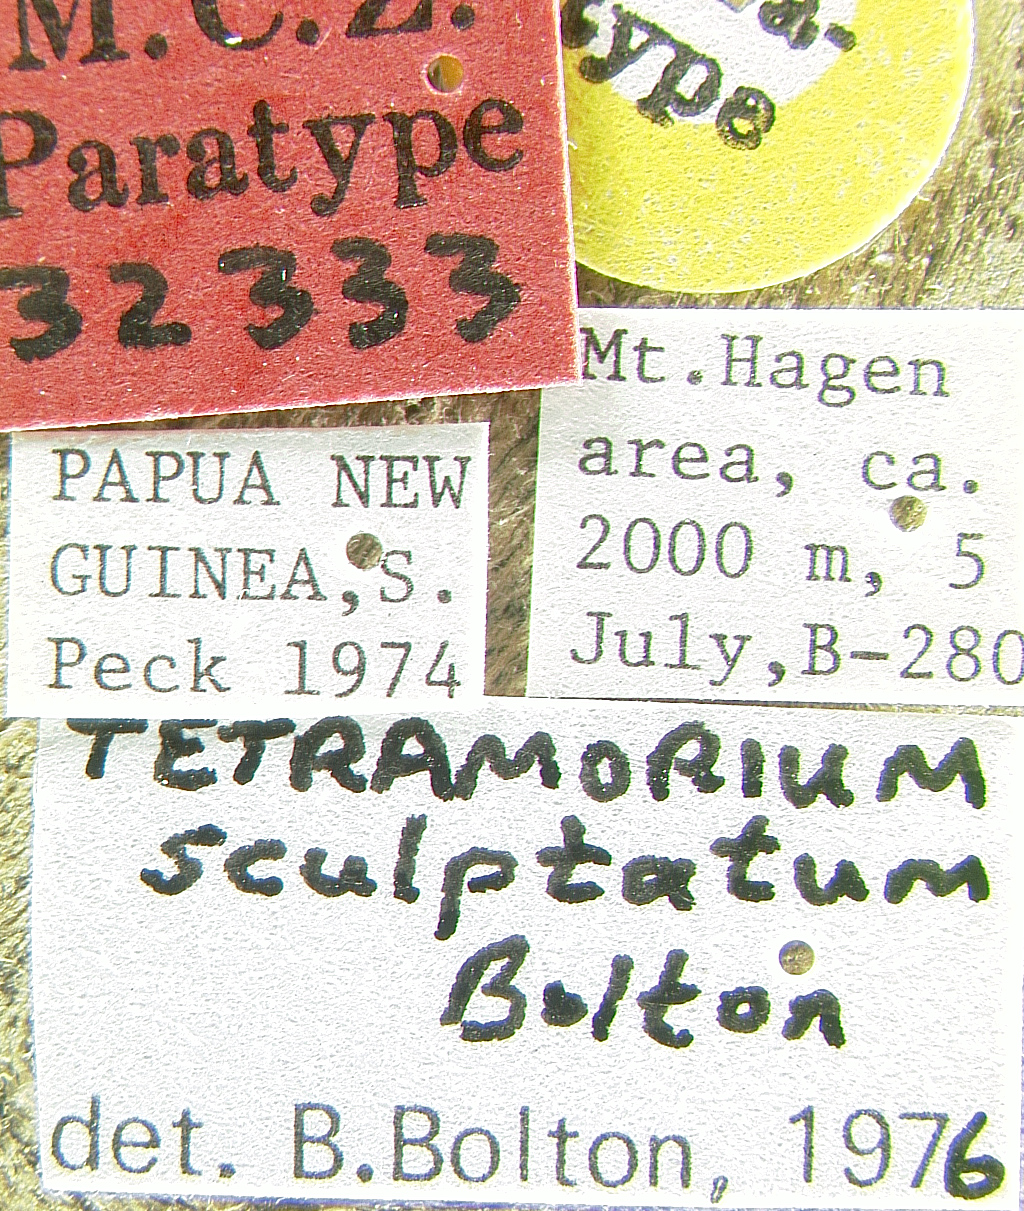 M.C.Z.
Paratype
32333
type
PAPUA NEW
GUINEA,S.
Peck 1974
Mt.Hagen
area, ca.
2000 m, 5
July,B-280
TETRAMORIUM
sculptatum
Bolton
det. B.Bolton, 1976